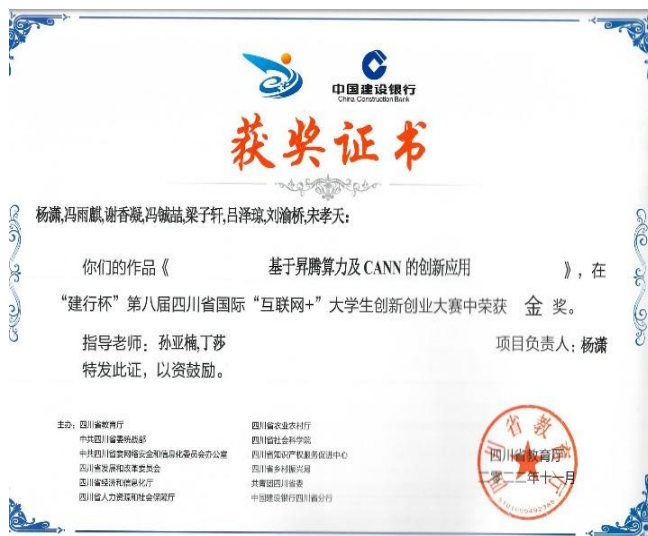 中国建设银行
China Construction Bank
获奖证书
杨潇,冯雨麒,谢香凝,冯铖喆,梁子轩,吕泽琼,刘渝桥,宋孝天:
你们的作品《 基于昇腾算力及 CANN 的创新应用 》, 在
“建行杯”第八届四川省国际“互联网+”大学生创新创业大赛中荣获 金 奖。
指导老师: 孙亚楠,丁莎 项目负责人: 杨潇
特发此证, 以资鼓励。
主办: 四川省教育厅 四川省农业农村厅
中共四川省委统战部 四川省社会科学院
中共四川省委网络安全和信息化委员会办公室 四川省知识产权服务促进中心
四川省发展和改革委员会 四川省乡村振兴局
四川省经济和信息化厅 共青团四川省委
四川省人力资源和社会保障厅 中国建设银行四川省分行
四川省教育厅
四川省教育厅
二零二二年十一月